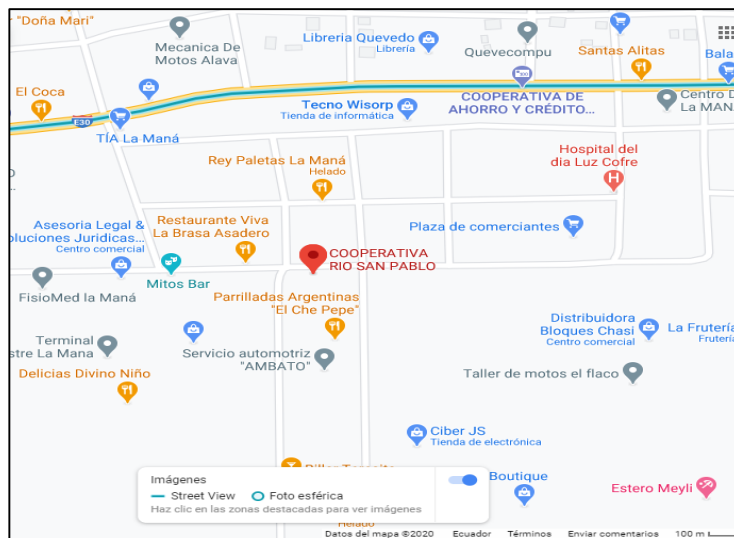 "Doña Mari"
Mecanica De
Motos Alava
Libreria Quevedo
Librería
Quevecompu
Santas Alitas
Bala
El Coca
E30
TÍA La Maná
Tecno Wisorp
Tienda de informática
COOPERATIVA DE
AHORRO Y CRÉDITO...
Centro D
La MANÁ
Rey Paletas La Maná
Helado
Hospital del
dia Luz Cofre
H
Asesoria Legal &
oluciones Juridicas...
Centro comercial
Restaurante Viva
La Brasa Asadero
Plaza de comerciantes
Mitos Bar
COOPERATIVA
RIO SAN PABLO
FisioMed la Maná
Parrilladas Argentinas
"El Che Pepe"
Terminal
stre La Mana
Servicio automotriz
"AMBATO"
Distribuidora
Bloques Chasi
Centro comercial
La Frutería
Frutería
Delicias Divino Niño
Taller de motos el flaco
Ciber JS
Tienda de electrónica
Boutique
Estero Meyli
Imágenes
Street View
Foto esférica
Haz clic en las zonas destacadas para ver imágenes
Helado
Datos del mapa ©2020 Ecuador Términos Enviar comentarios 100 m